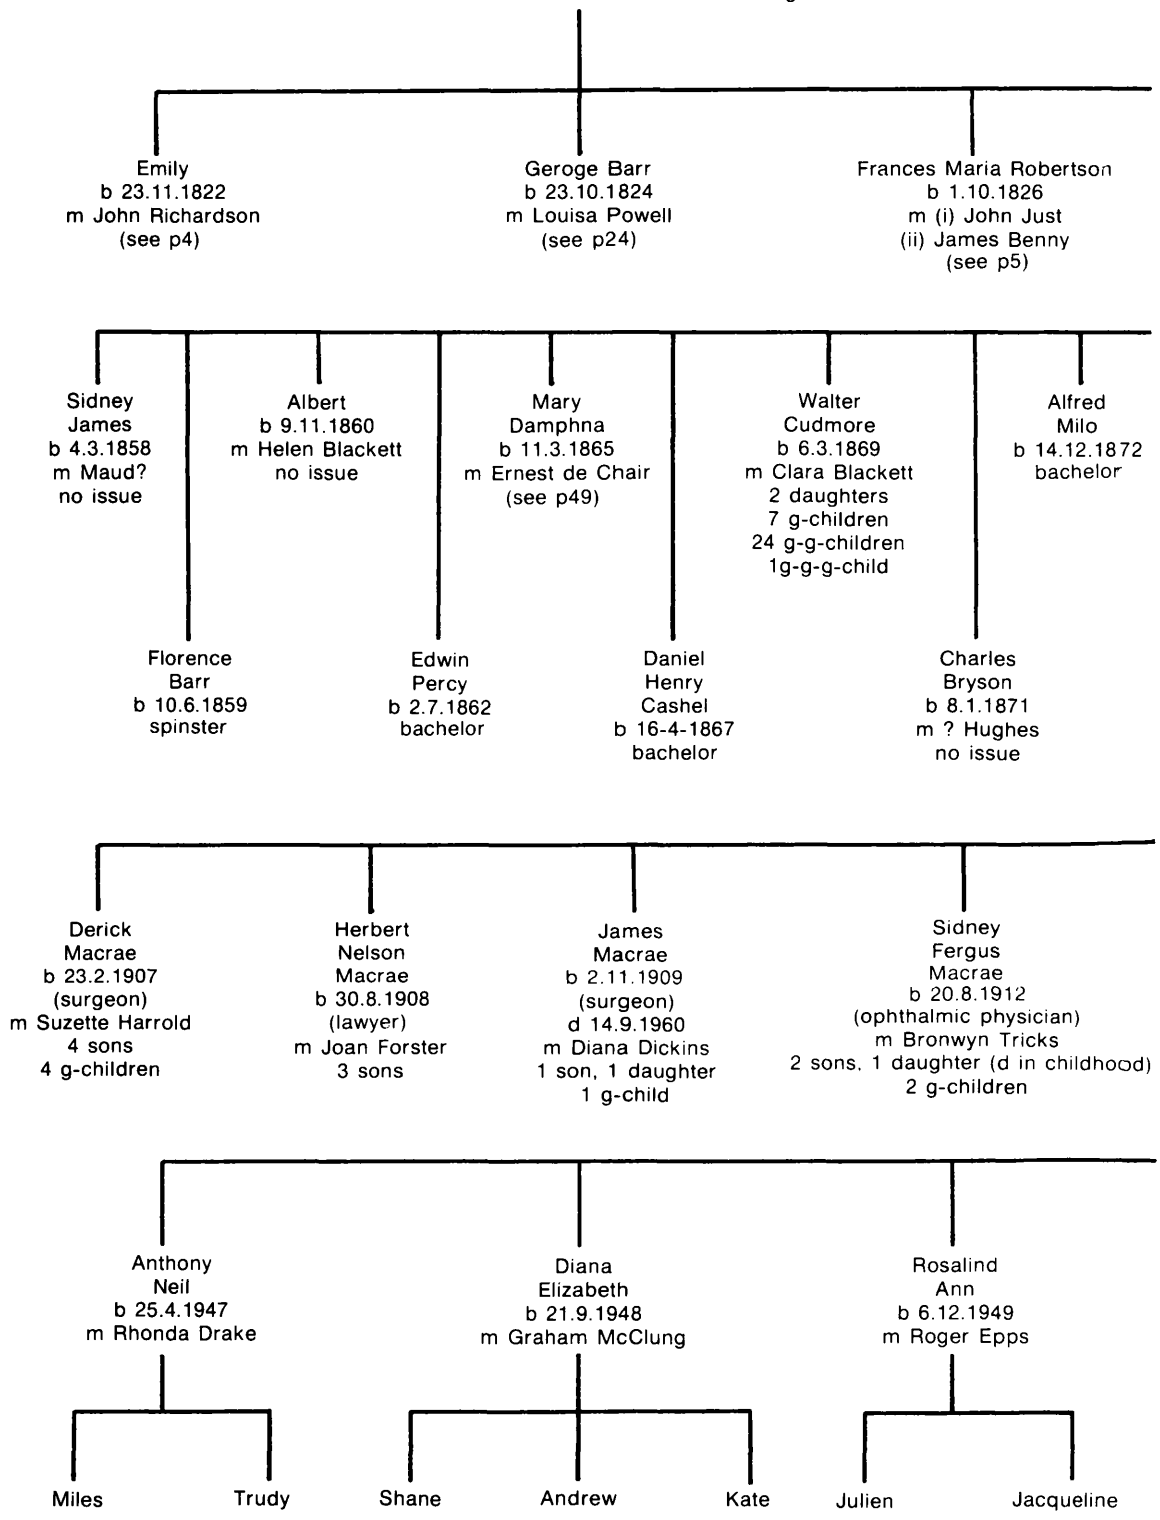 Emily
b 23.11.1822
m John Richardson
(see p4)
Geroge Barr
b 23.10.1824
m Louisa Powell
(see p24)
Frances Maria Robertson
b 1.10.1826
m (i) John Just
(ii) James Benny
(see p5)
Sidney
James
b 4.3.1858
m Maud?
no issue
Albert
b 9.11.1860
m Helen Blackett
no issue
Mary
Damphna
b 11.3.1865
m Ernest de Chair
(see p49)
Walter
Cudmore
b 6.3.1869
m Clara Blackett
2 daughters
7 g-children
24 g-g-children
1g-g-g-child
Alfred
Milo
b 14.12.1872
bachelor
Florence
Barr
b 10.6.1859
spinster
Edwin
Percy
b 2.7.1862
bachelor
Daniel
Henry
Cashel
b 16-4-1867
bachelor
Charles
Bryson
b 8.1.1871
m ? Hughes
no issue
Derick
Macrae
b 23.2.1907
(surgeon)
m Suzette Harrold
4 sons
4 g-children
Herbert
Nelson
Macrae
b 30.8.1908
(lawyer)
m Joan Forster
3 sons
James
Macrae
b 2.11.1909
(surgeon)
d 14.9.1960
m Diana Dickins
1 son, 1 daughter
1 g-child
Sidney
Fergus
Macrae
b 20.8.1912
(ophthalmic physician)
m Bronwyn Tricks
2 sons, 1 daughter (d in childhood)
2 g-children
Anthony
Neil
b 25.4.1947
m Rhonda Drake
Diana
Elizabeth
b 21.9.1948
m Graham McClung
Rosalind
Ann
b 6.12.1949
m Roger Epps
Miles
Trudy
Shane
Andrew
Kate
Julien
Jacqueline